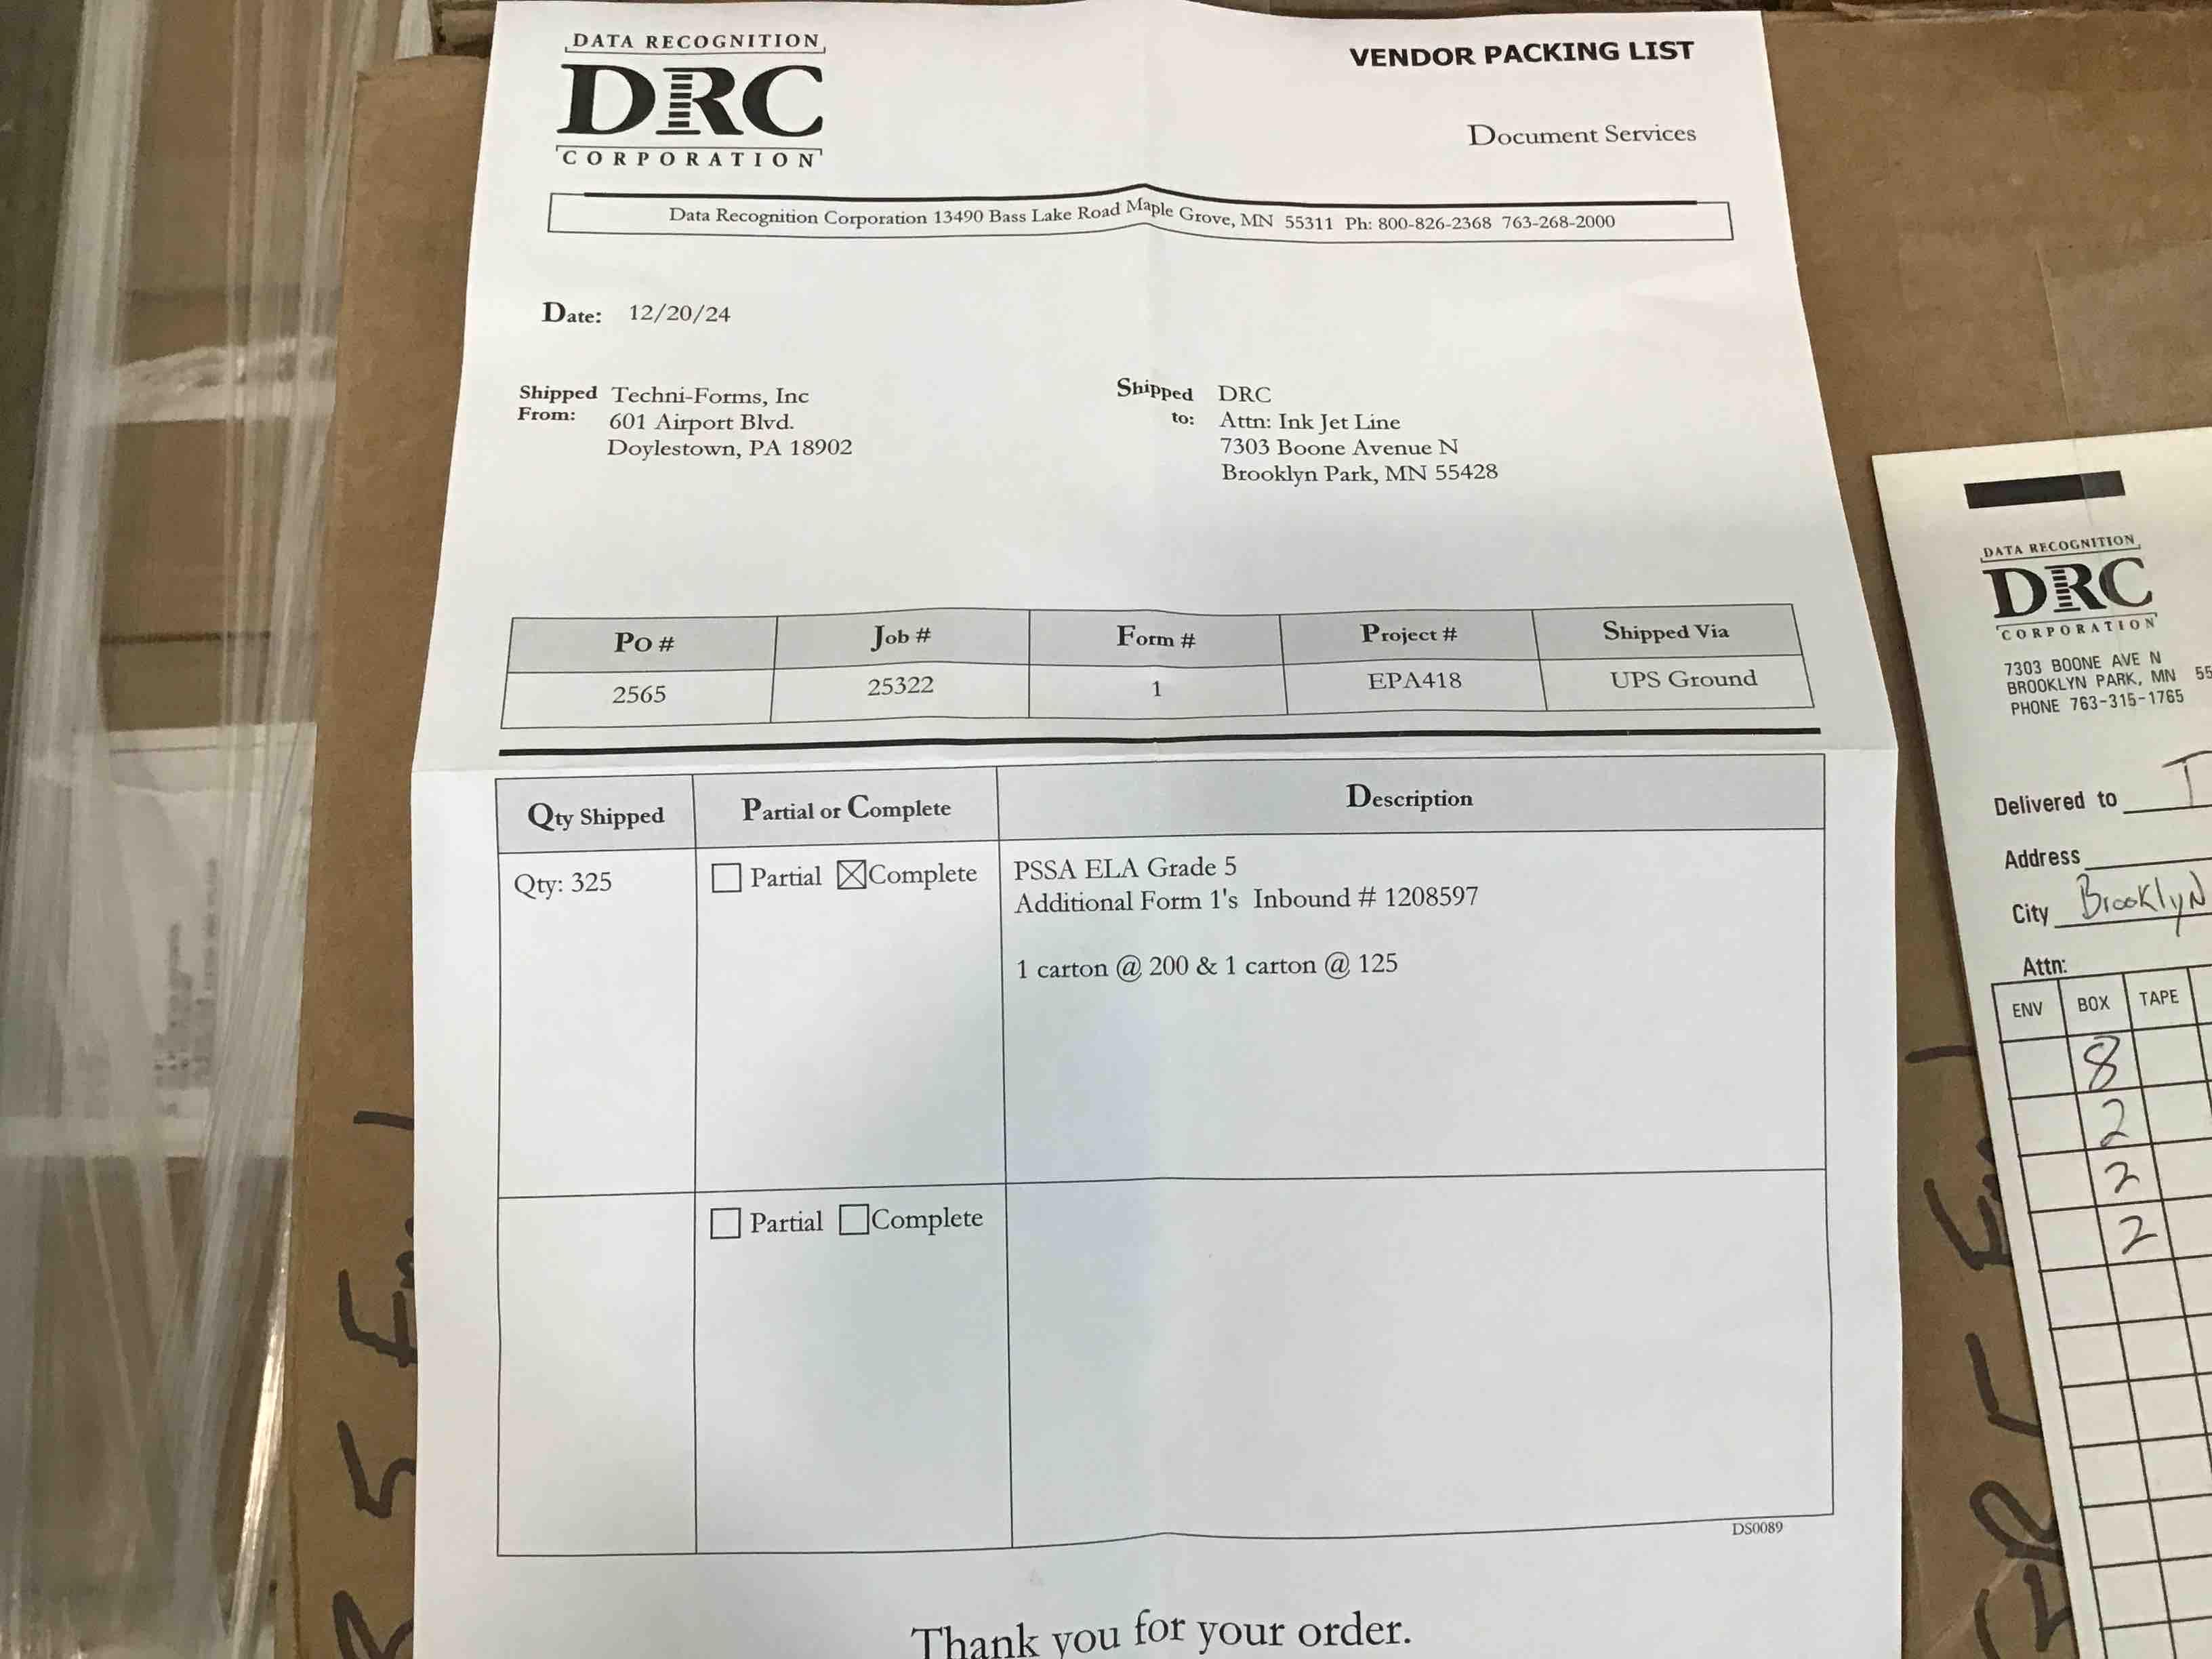 DATA RECOGNITION
DRC
CORPORATION
VENDOR PACKING LIST
Document Services
Data Recognition Corporation 13490 Bass Lake Road Maple Grove, MN 55311 Ph: 800-826-2368 763-268-2000
Date: 12/20/24
Shipped From:
Techni-Forms, Inc
601 Airport Blvd.
Doylestown, PA 18902
Shipped to:
DRC
Attn: Ink Jet Line
7303 Boone Avenue N
Brooklyn Park, MN 55428
Po # Job # Form # Project # Shipped Via
2565 25322 1 EPA418 UPS Ground
Qty Shipped Partial or Complete Description
Qty: 325 Partial Complete PSSA ELA Grade 5
Additional Form 1's Inbound # 1208597
1 carton @ 200 & 1 carton @ 125
Partial Complete
DS0089
Thank you for your order.
DATA RECOGNITION
DRC
CORPORATION
7303 BOONE AVE N
BROOKLYN PARK, MN 55
PHONE 763-315-1765
Delivered to
Address
City Brooklyn
Attn:
ENV BOX TAPE
8
2
2
2